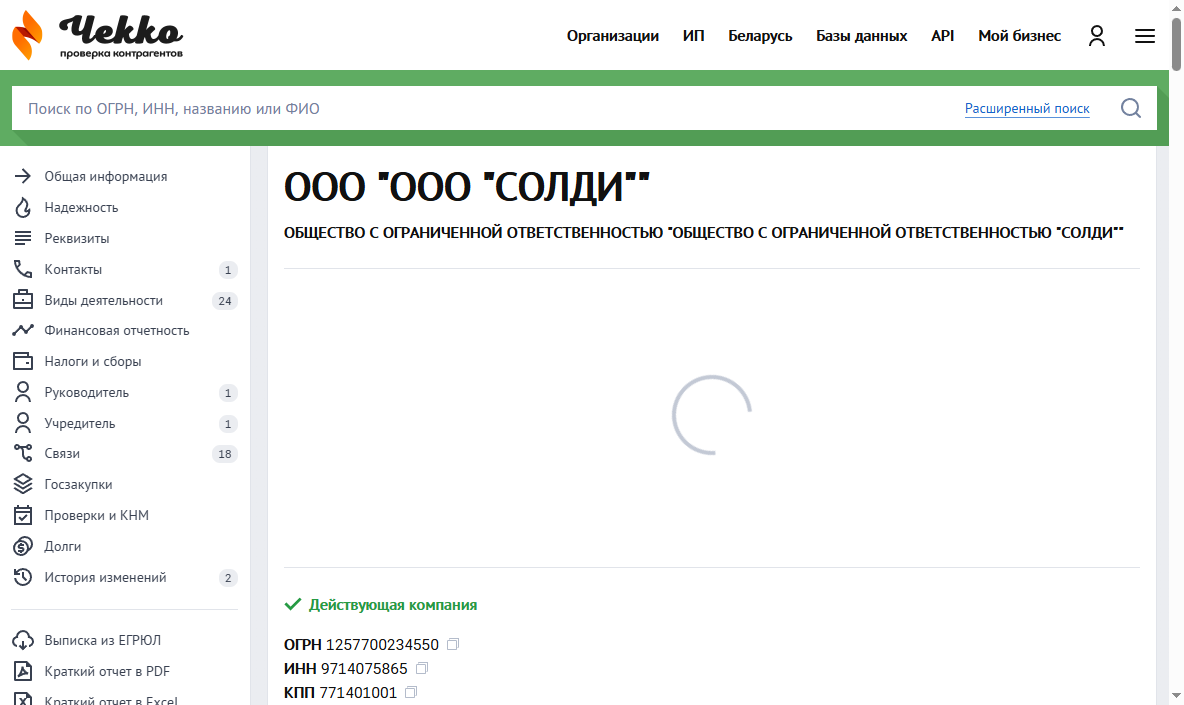 Чекко
проверка контрагентов
Организации ИП Беларусь Базы данных API Мой бизнес
Поиск по ОГРН, ИНН, названию или ФИО Расширенный поиск
Общая информация
Надежность
Реквизиты
Контакты 1
Виды деятельности 24
Финансовая отчетность
Налоги и сборы
Руководитель 1
Учредитель 1
Связи 18
Госзакупки
Проверки и КНМ
Долги
История изменений 2
Выписка из ЕГРЮЛ
Краткий отчет в PDF
Краткий отчет в Excel
ООО "ООО "СОЛДИ""
ОБЩЕСТВО С ОГРАНИЧЕННОЙ ОТВЕТСТВЕННОСТЬЮ "ОБЩЕСТВО С ОГРАНИЧЕННОЙ ОТВЕТСТВЕННОСТЬЮ "СОЛДИ""
Действующая компания
ОГРН 1257700234550
ИНН 9714075865
КПП 771401001